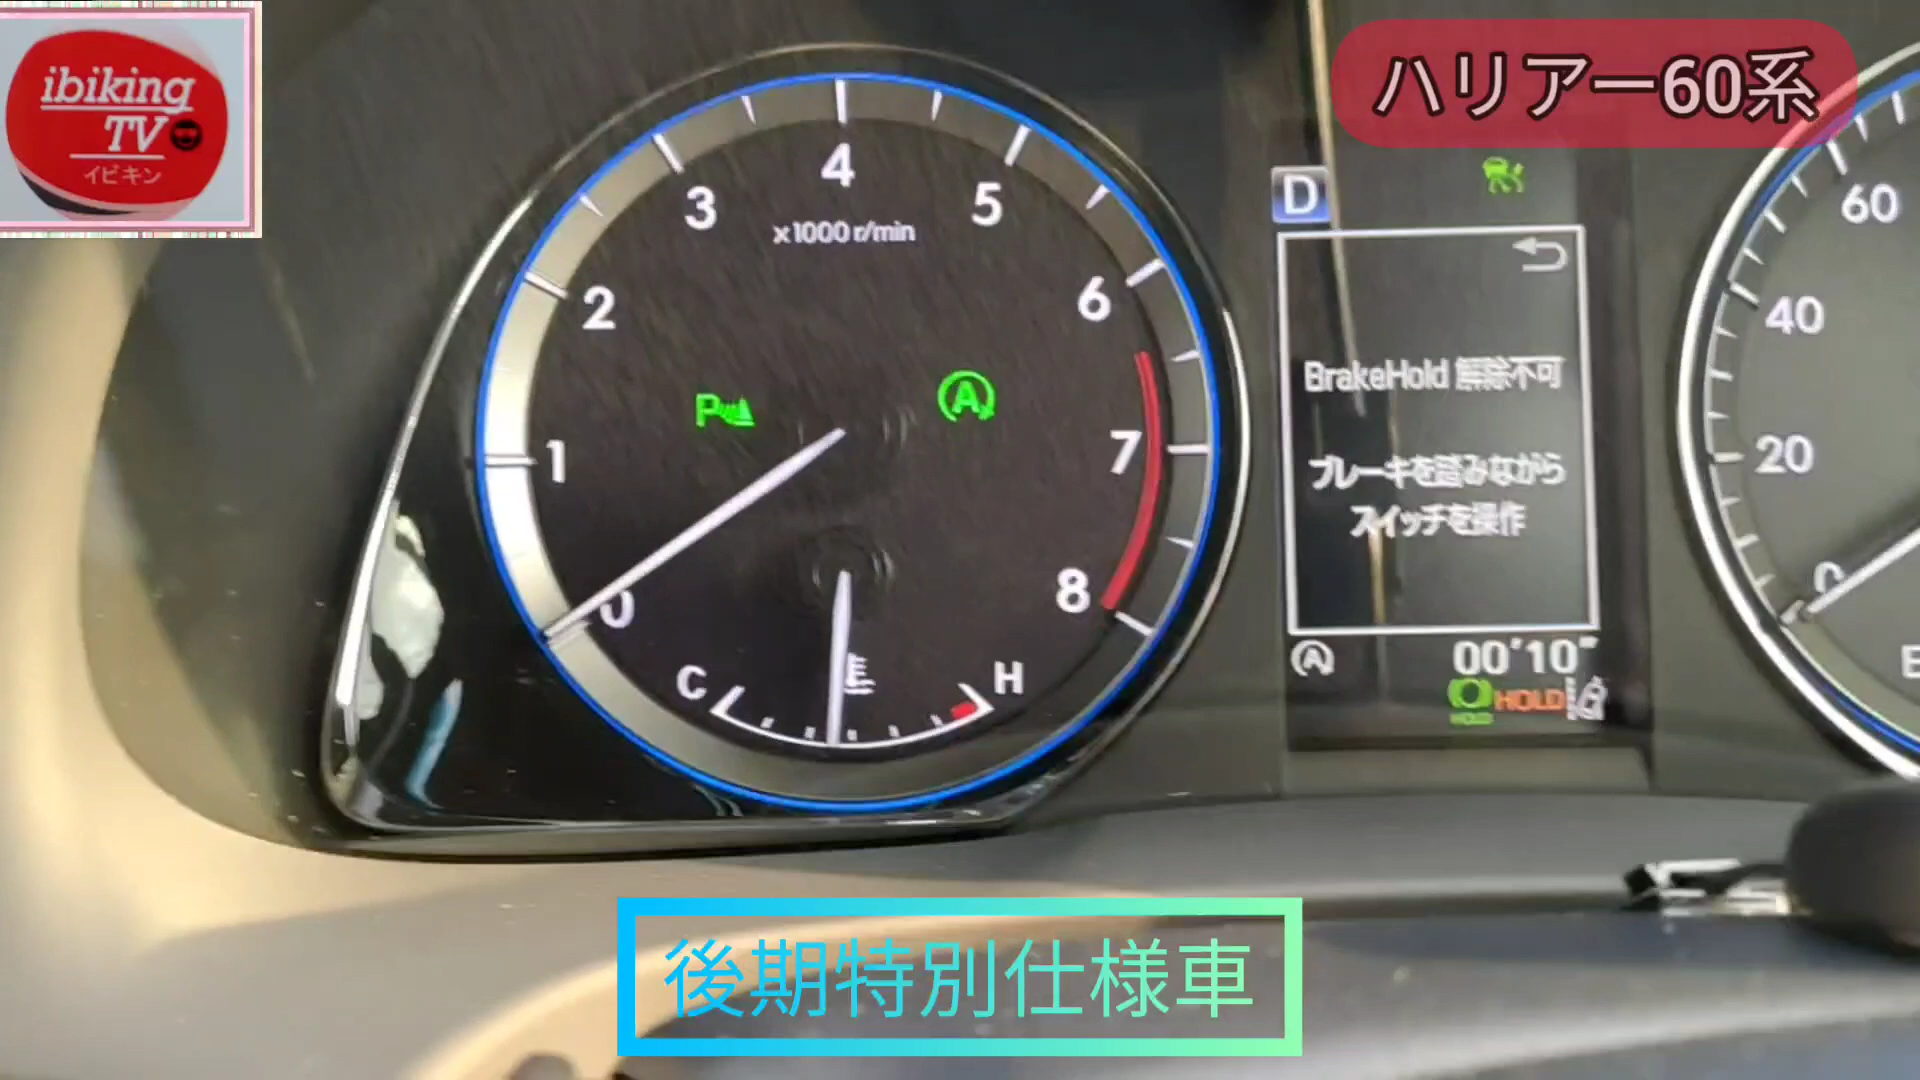 ibiking
TV
イビキン
ハリアー60系
0
1
2
3
4
5
6
7
8
x1000 r/min
P
A
C
H
D
BrakeHold 解除不可
ブレーキを踏みながら
スイッチを操作
A
00'10"
HOLD
HOLD
60
40
20
0
E
後期特別仕様車